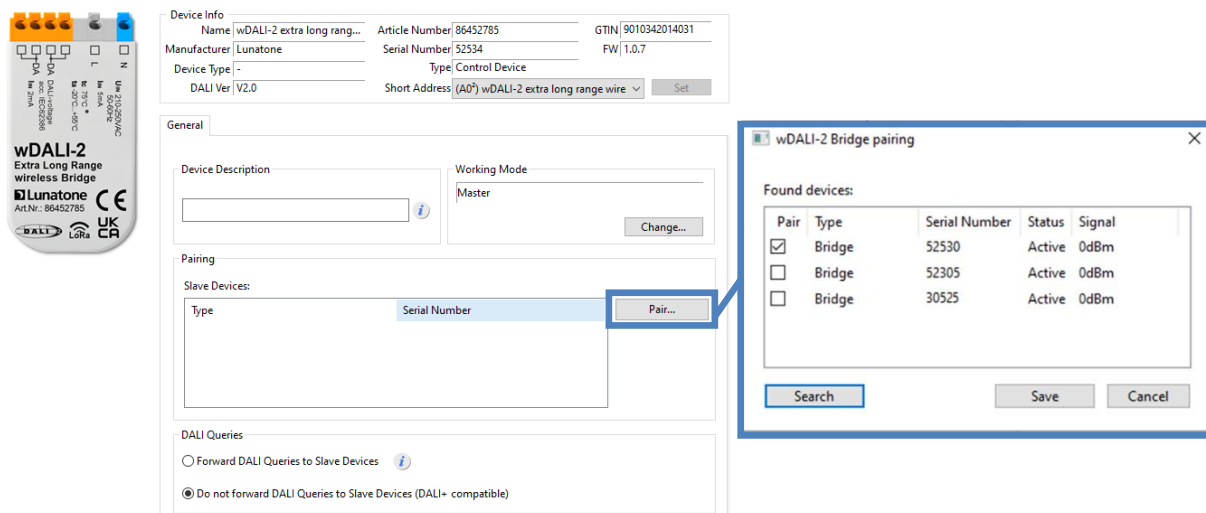 Device Info
Name wDALI-2 extra long rang... Article Number 86452785 GTIN 9010342014031
Manufacturer Lunatone Serial Number 52534 FW 1.0.7
Device Type - Type Control Device
DALI Ver V2.0 Short Address (A0²) wDALI-2 extra long range wire Set
General
Device Description
Working Mode
Master
Change...
Pairing
Slave Devices:
Type Serial Number
Pair...
DALI Queries
Forward DALI Queries to Slave Devices
Do not forward DALI Queries to Slave Devices (DALI+ compatible)
wDALI-2 Bridge pairing
Found devices:
Pair Type Serial Number Status Signal
Bridge 52530 Active 0dBm
Bridge 52305 Active 0dBm
Bridge 30525 Active 0dBm
Search Save Cancel
DA DA L N
DALI-voltage
acc. IEC62386
IN 2mA
tc 75°C
ta -20°C...+55°C
IN 5mA
UIN 210-250VAC
50-60Hz
wDALI-2
Extra Long Range
wireless Bridge
Lunatone
Art.Nr.: 86452785
CE
DALI 2
LoRa
UK
CA